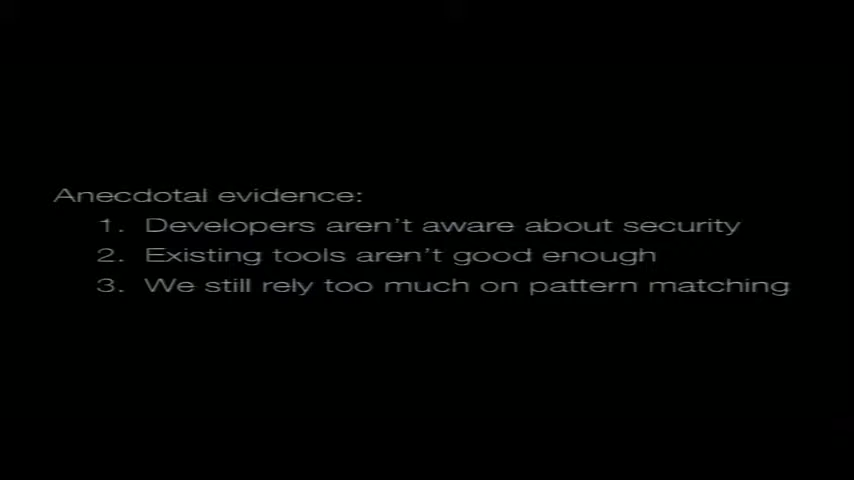 Anecdotal evidence:
1. Developers aren't aware about security
2. Existing tools aren't good enough
3. We still rely too much on pattern matching